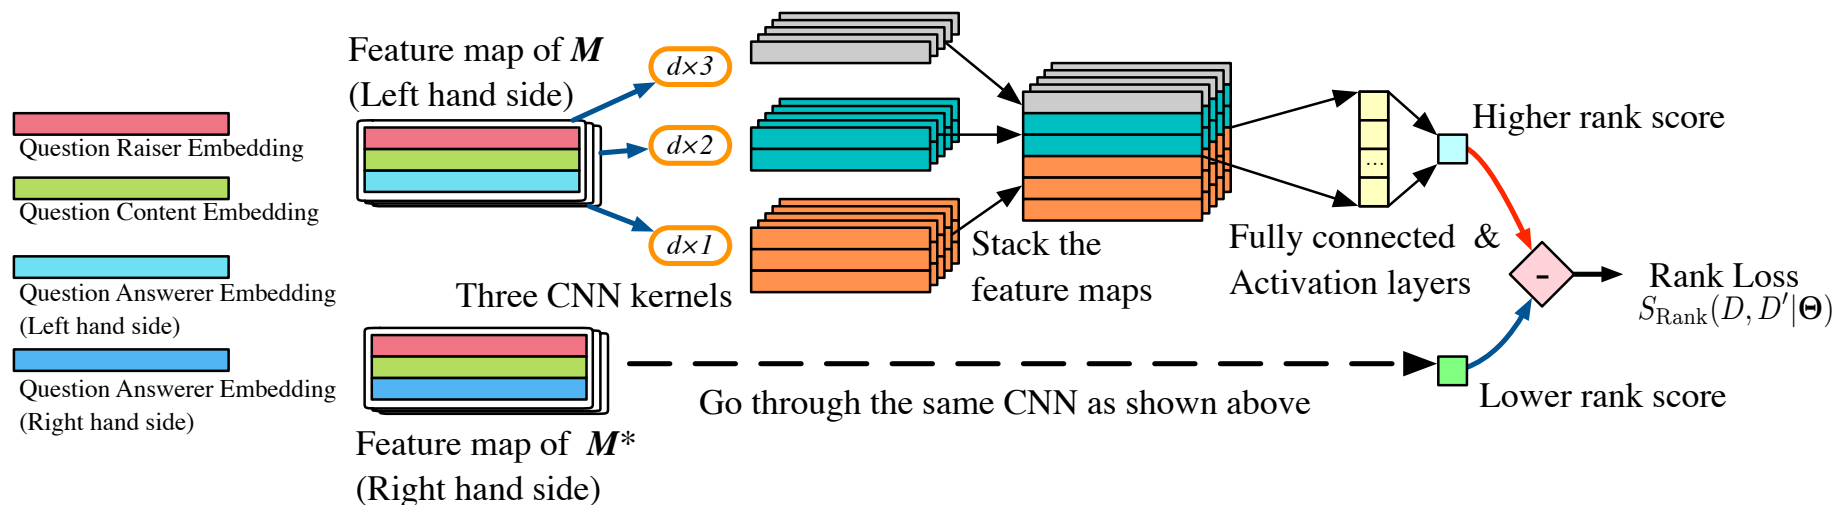 Question Raiser Embedding
Question Content Embedding
Question Answerer Embedding
(Left hand side)
Question Answerer Embedding
(Right hand side)
Feature map of M
(Left hand side)
d×3
d×2
d×1
Three CNN kernels
Stack the
feature maps
...
Fully connected &
Activation layers
Higher rank score
-
Rank Loss
S_Rank(D, D′|Θ)
Feature map of M*
(Right hand side)
Go through the same CNN as shown above
Lower rank score